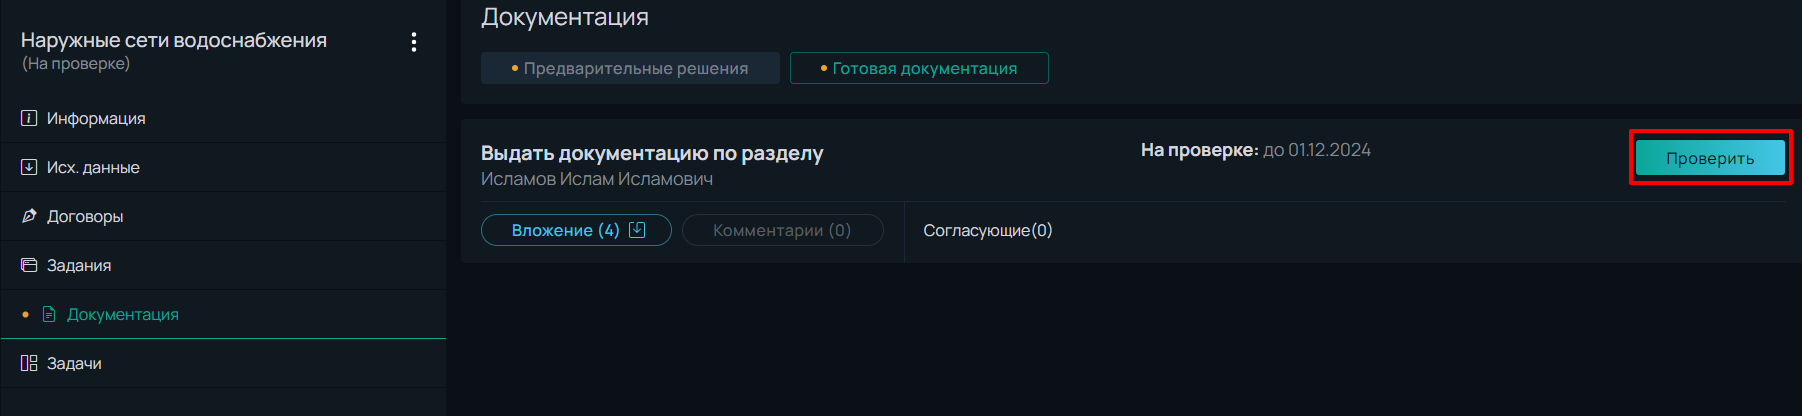 Наружные сети водоснабжения
(На проверке)
Информация
Исх. данные
Договоры
Задания
Документация
Задачи
Документация
Предварительные решения
Готовая документация
Выдать документацию по разделу
Исламов Ислам Исламович
На проверке: до 01.12.2024
Проверить
Вложение (4)
Комментарии (0)
Согласующие(0)